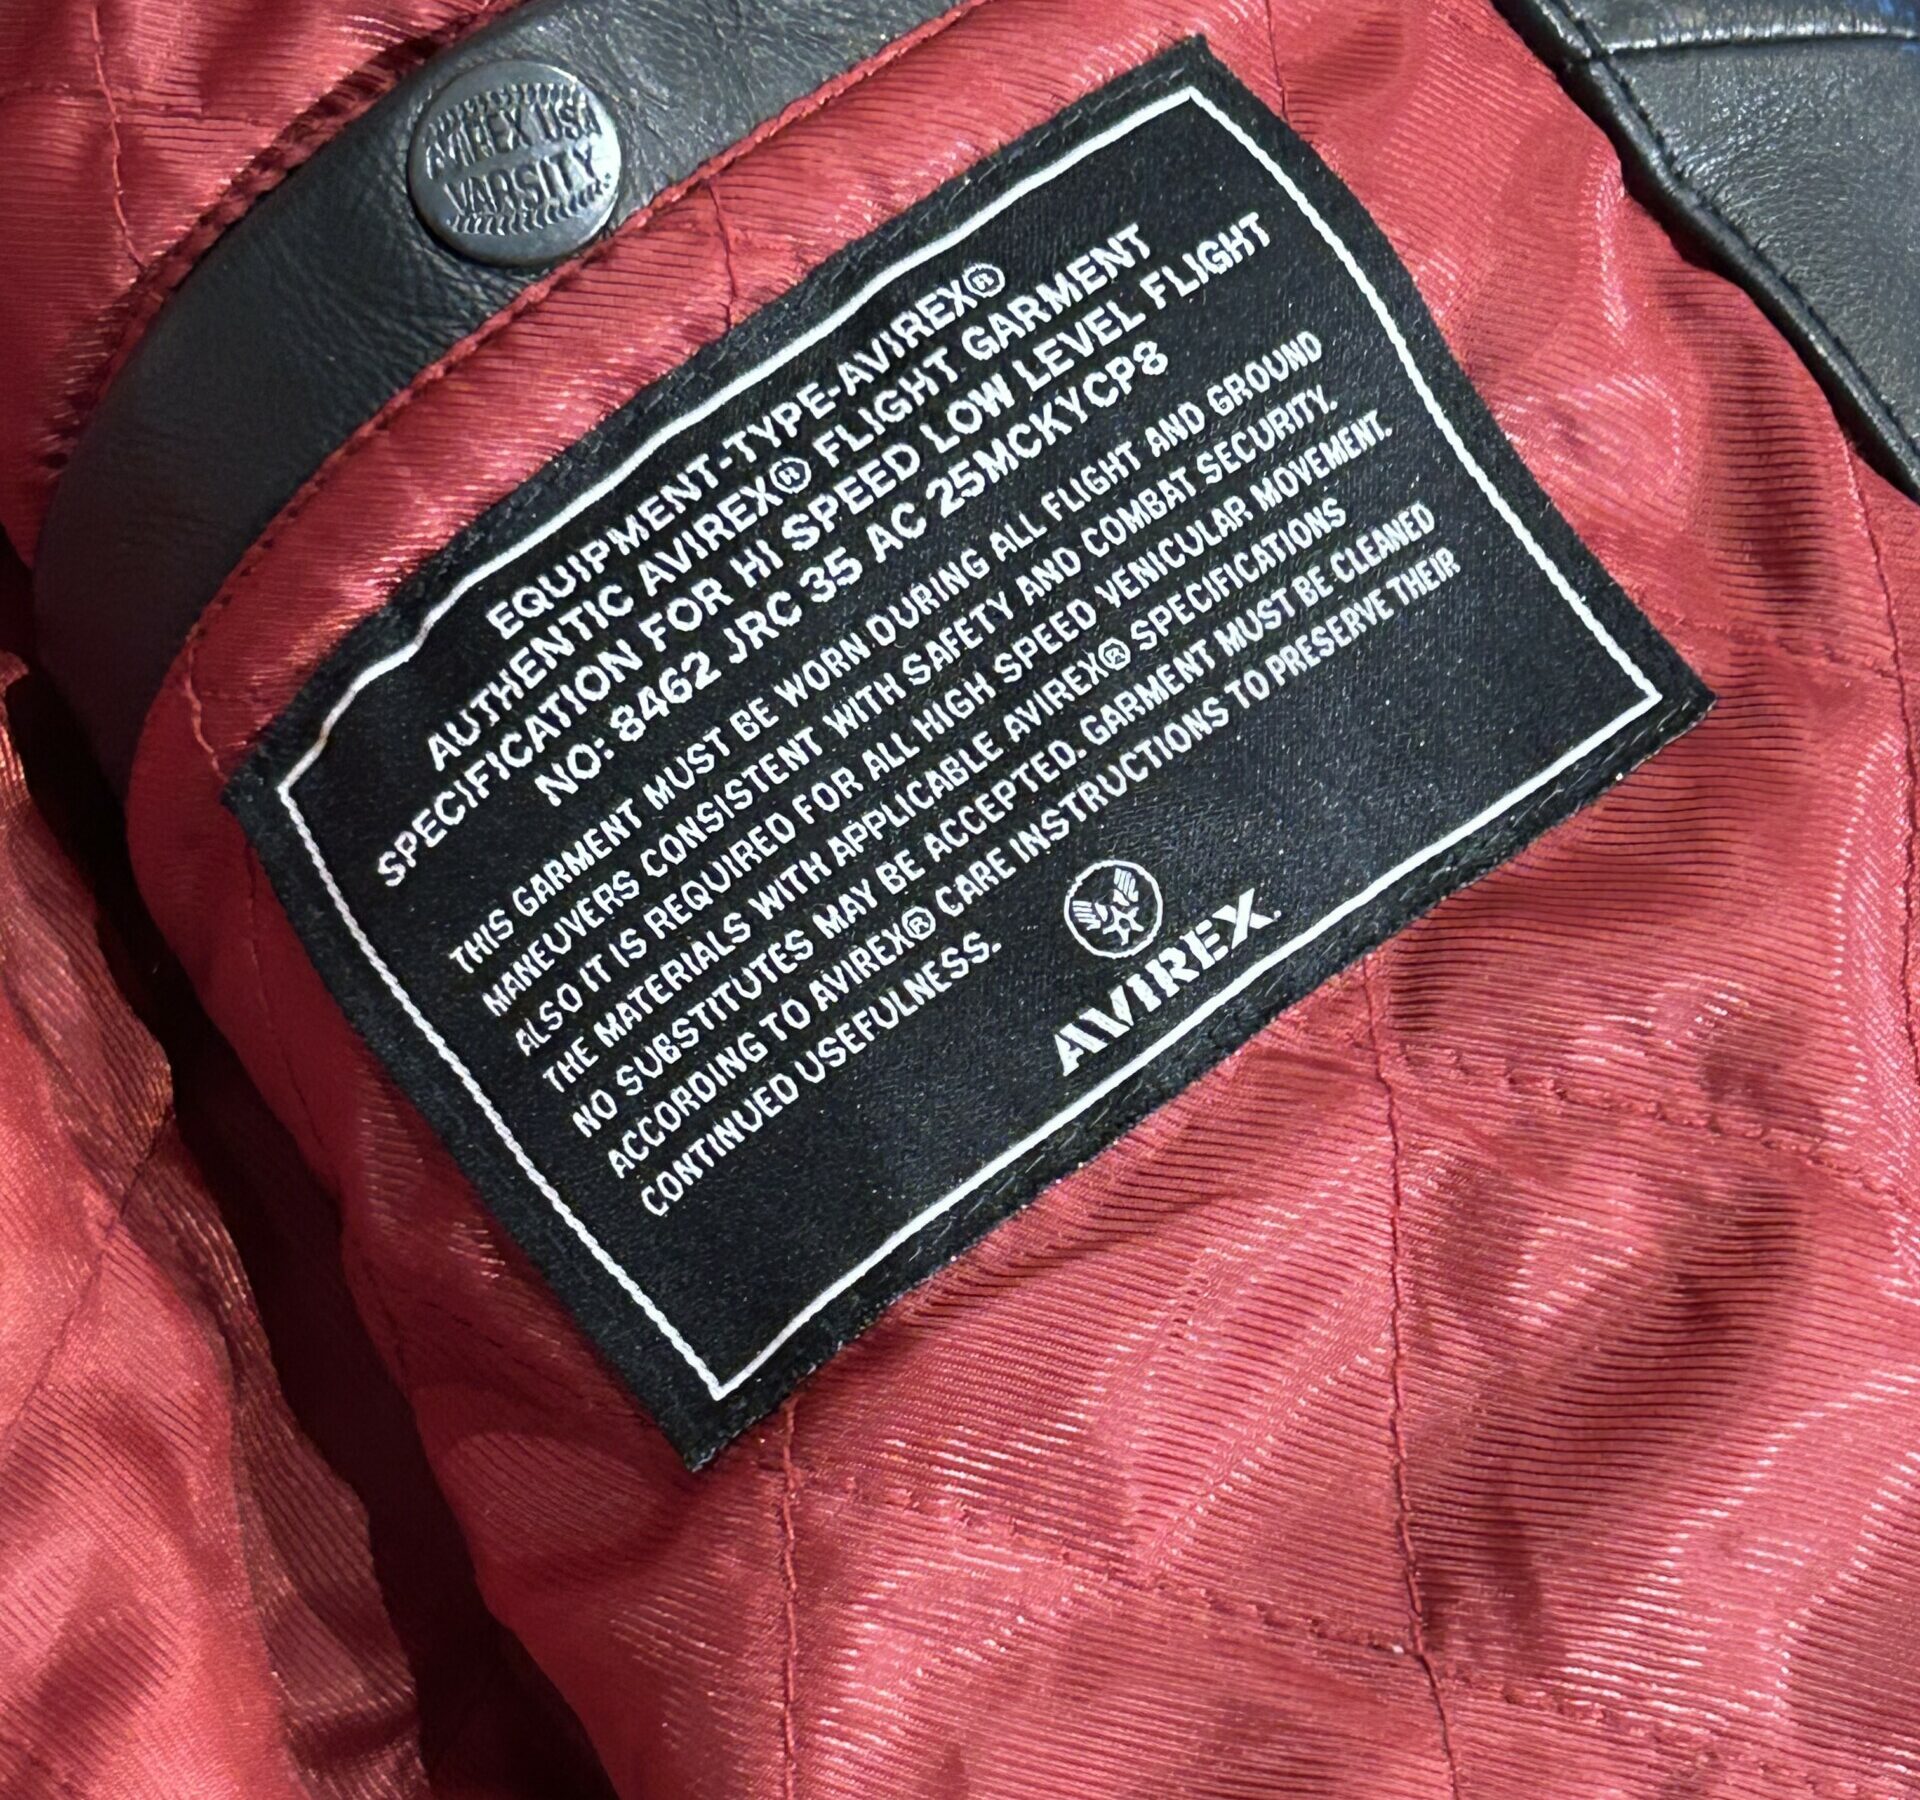 AVIREX USA
VARSITY
EQUIPMENT-TYPE-AVIREX®
AUTHENTIC AVIREX® FLIGHT GARMENT
SPECIFICATION FOR HI SPEED LOW LEVEL FLIGHT
NO: 8462 JRC 35 AC 25MCKYCP8
THIS GARMENT MUST BE WORN DURING ALL FLIGHT AND GROUND
MANEUVERS CONSISTENT WITH SAFETY AND COMBAT SECURITY.
ALSO IT IS REQUIRED FOR ALL HIGH SPEED VENICULAR MOVEMENT.
THE MATERIALS WITH APPLICABLE AVIREX® SPECIFICATIONS
NO SUBSTITUTES MAY BE ACCEPTED. GARMENT MUST BE CLEANED
ACCORDING TO AVIREX® CARE INSTRUCTIONS TO PRESERVE THEIR
CONTINUED USEFULNESS.
AVIREX